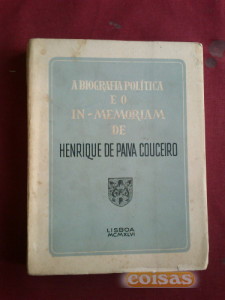 A BIOGRAFIA POLÍTICA
E O
IN-MEMORIAM
DE
HENRIQUE DE PAIVA COUCEIRO
LISBOA
MCMXLVI
coisas